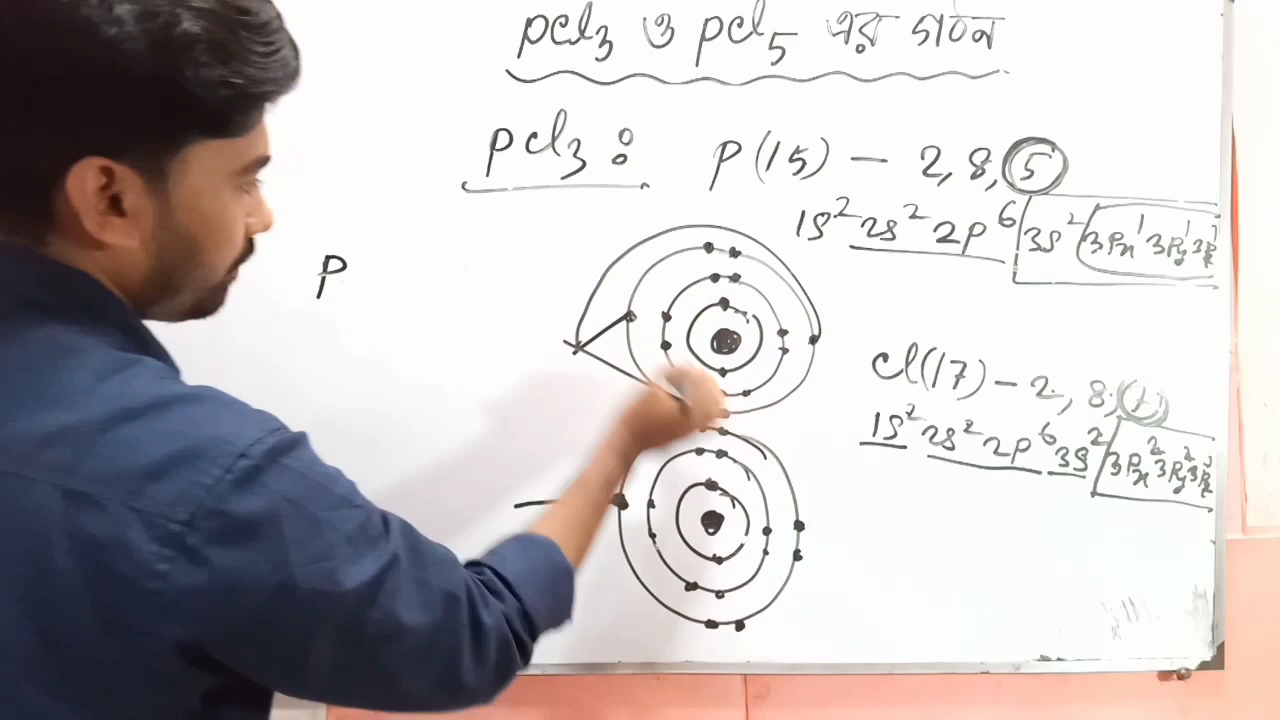 pcl₃ ও pcl₅ এর গঠন
pcl₃ :
P(15) – 2, 8, 5
1s² 2s² 2p⁶ 3s² 3Px¹ 3Py¹ 3Pz¹
P
cl(17) – 2, 8, 7
1s² 2s² 2p⁶ 3s² 3Px² 3Py² 3Pz¹